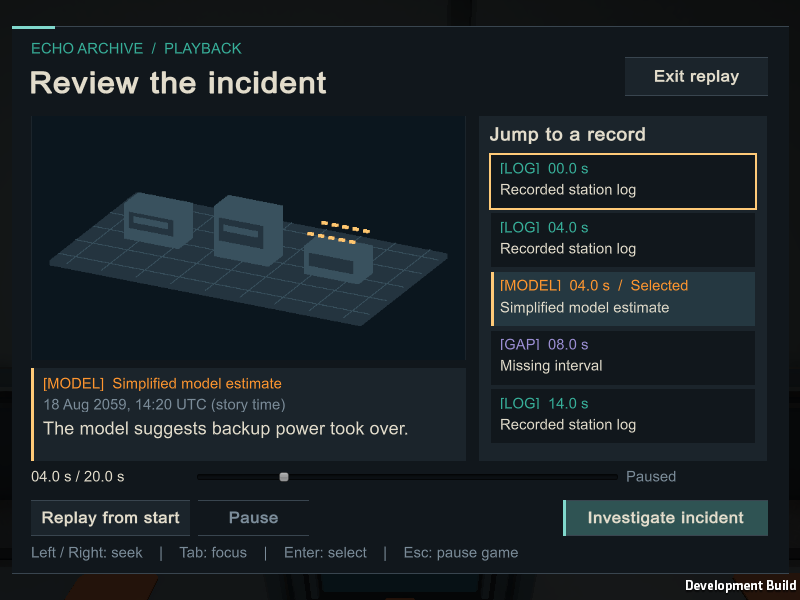 ECHO ARCHIVE / PLAYBACK
Review the incident
Exit replay
Jump to a record
[LOG] 00.0 s
Recorded station log
[LOG] 04.0 s
Recorded station log
[MODEL] 04.0 s / Selected
Simplified model estimate
[GAP] 08.0 s
Missing interval
[LOG] 14.0 s
Recorded station log
[MODEL] Simplified model estimate
18 Aug 2059, 14:20 UTC (story time)
The model suggests backup power took over.
04.0 s / 20.0 s
Paused
Replay from start
Pause
Investigate incident
Left / Right: seek | Tab: focus | Enter: select | Esc: pause game
Development Build